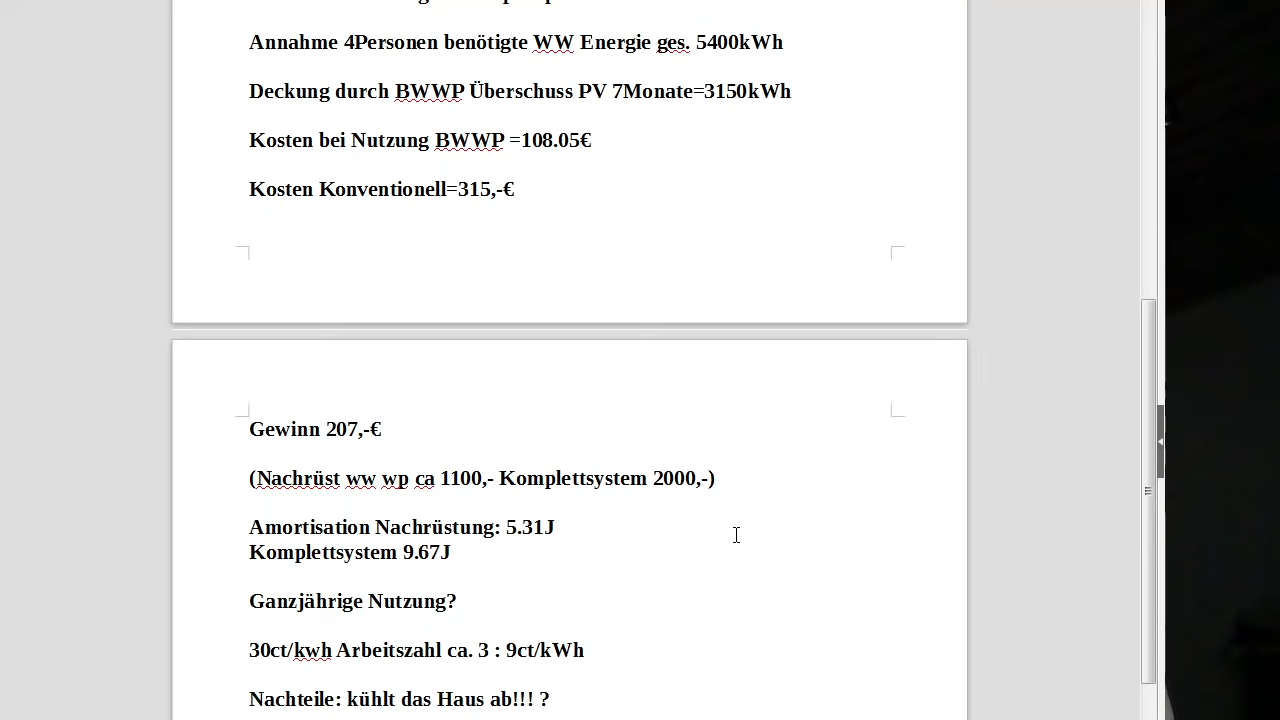 Annahme 4Personen benötigte WW Energie ges. 5400kWh
Deckung durch BWWP Überschuss PV 7Monate=3150kWh
Kosten bei Nutzung BWWP =108.05€
Kosten Konventionell=315,-€
Gewinn 207,-€
(Nachrüst ww wp ca 1100,- Komplettsystem 2000,-)
Amortisation Nachrüstung: 5.31J
Komplettsystem 9.67J
Ganzjährige Nutzung?
30ct/kwh Arbeitszahl ca. 3 : 9ct/kWh
Nachteile: kühlt das Haus ab!!! ?